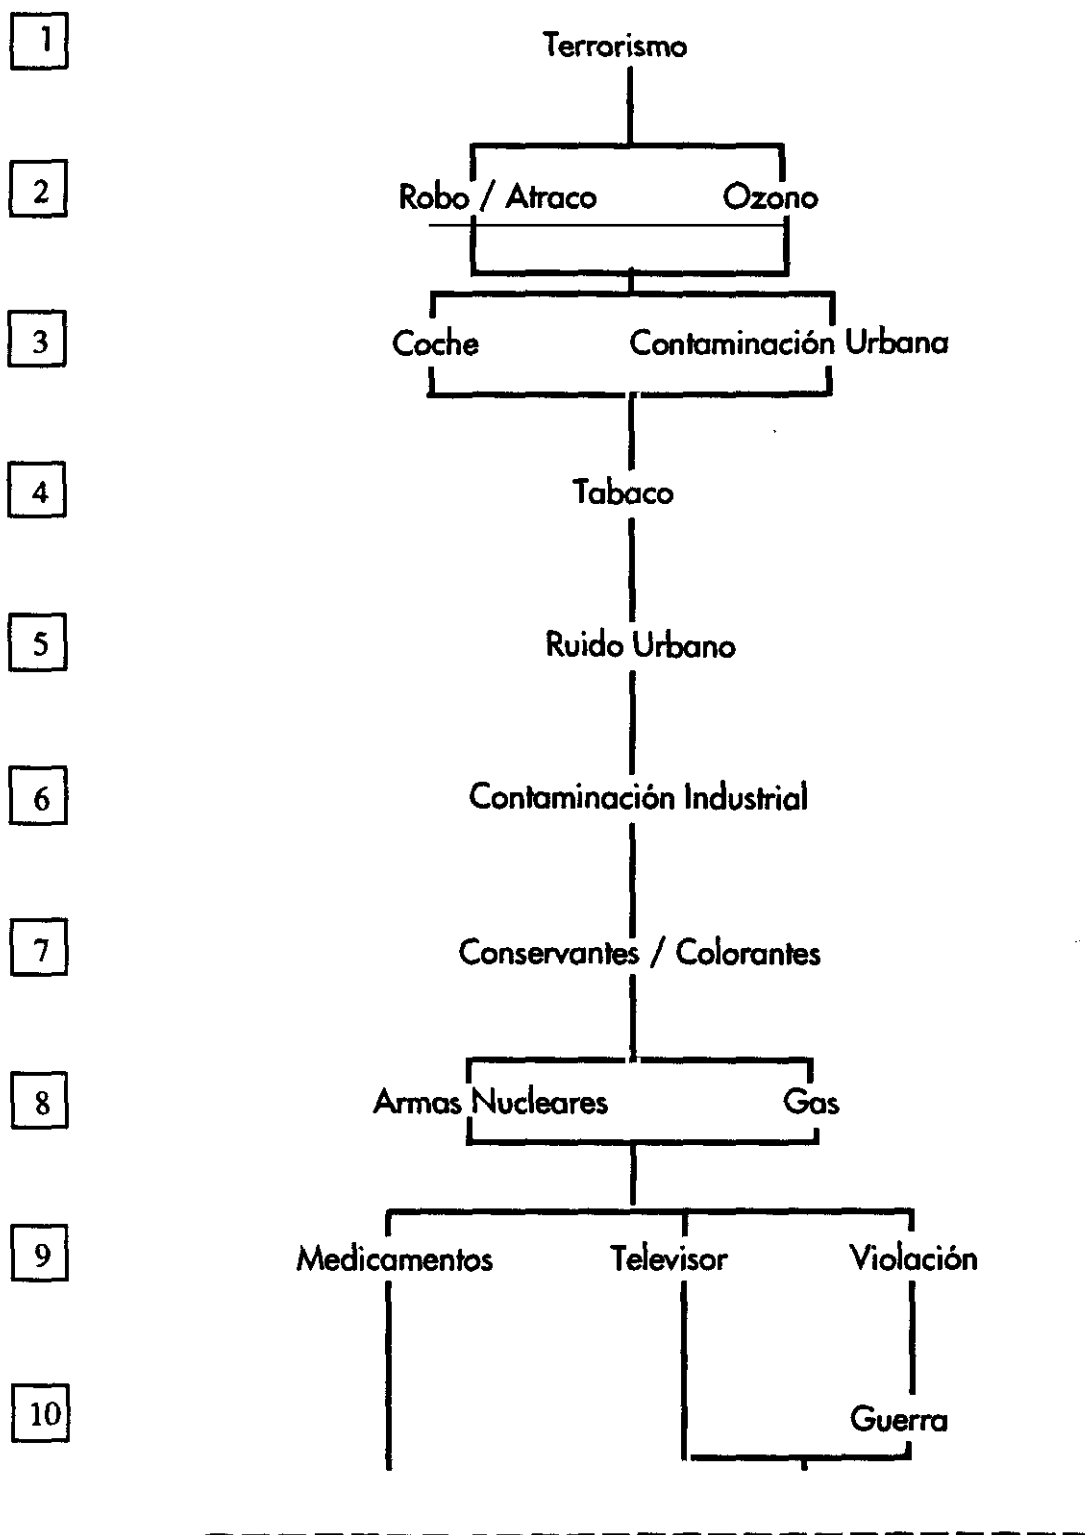 1
Terrorismo
2
Robo / Atraco Ozono
3
Coche Contaminación Urbana
4
Tabaco
5
Ruido Urbano
6
Contaminación Industrial
7
Conservantes / Colorantes
8
Armas Nucleares Gas
9
Medicamentos Televisor Violación
10
Guerra